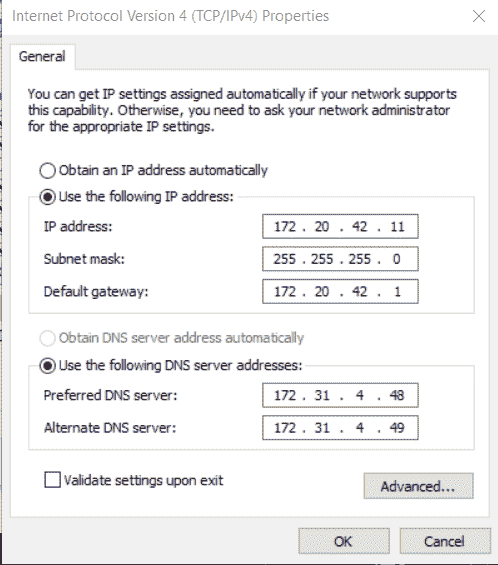 Internet Protocol Version 4 (TCP/IPv4) Properties
General
You can get IP settings assigned automatically if your network supports
this capability. Otherwise, you need to ask your network administrator
for the appropriate IP settings.
Obtain an IP address automatically
Use the following IP address:
IP address: 172 . 20 . 42 . 11
Subnet mask: 255 . 255 . 255 . 0
Default gateway: 172 . 20 . 42 . 1
Obtain DNS server address automatically
Use the following DNS server addresses:
Preferred DNS server: 172 . 31 . 4 . 48
Alternate DNS server: 172 . 31 . 4 . 49
Validate settings upon exit
Advanced...
OK Cancel